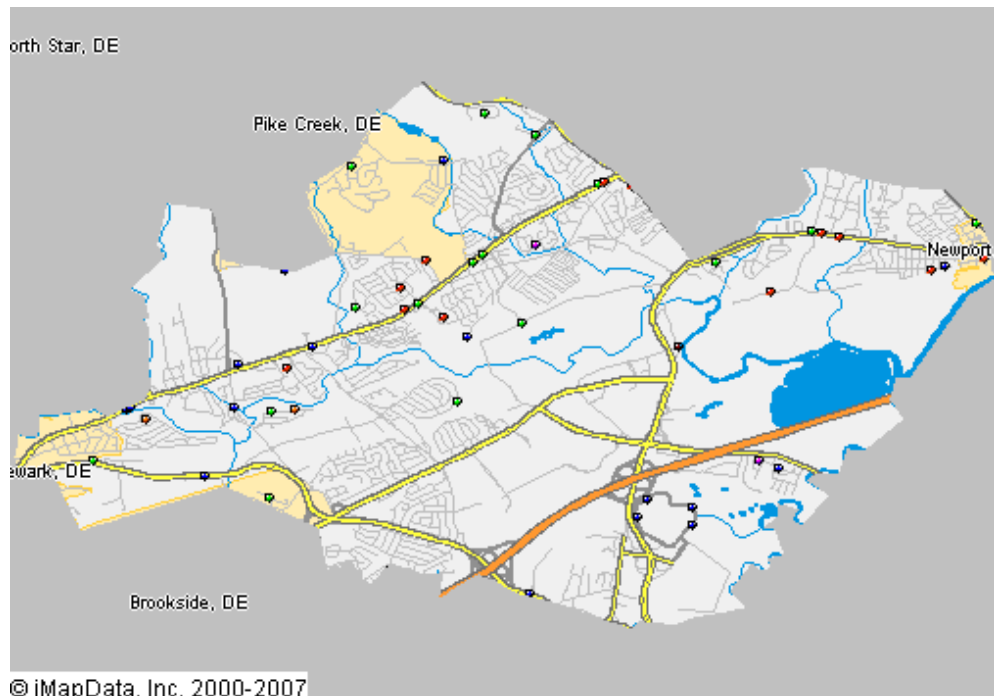 orth Star, DE
Pike Creek, DE
Newport
ewark, DE
Brookside, DE
© iMapData, Inc. 2000-2007